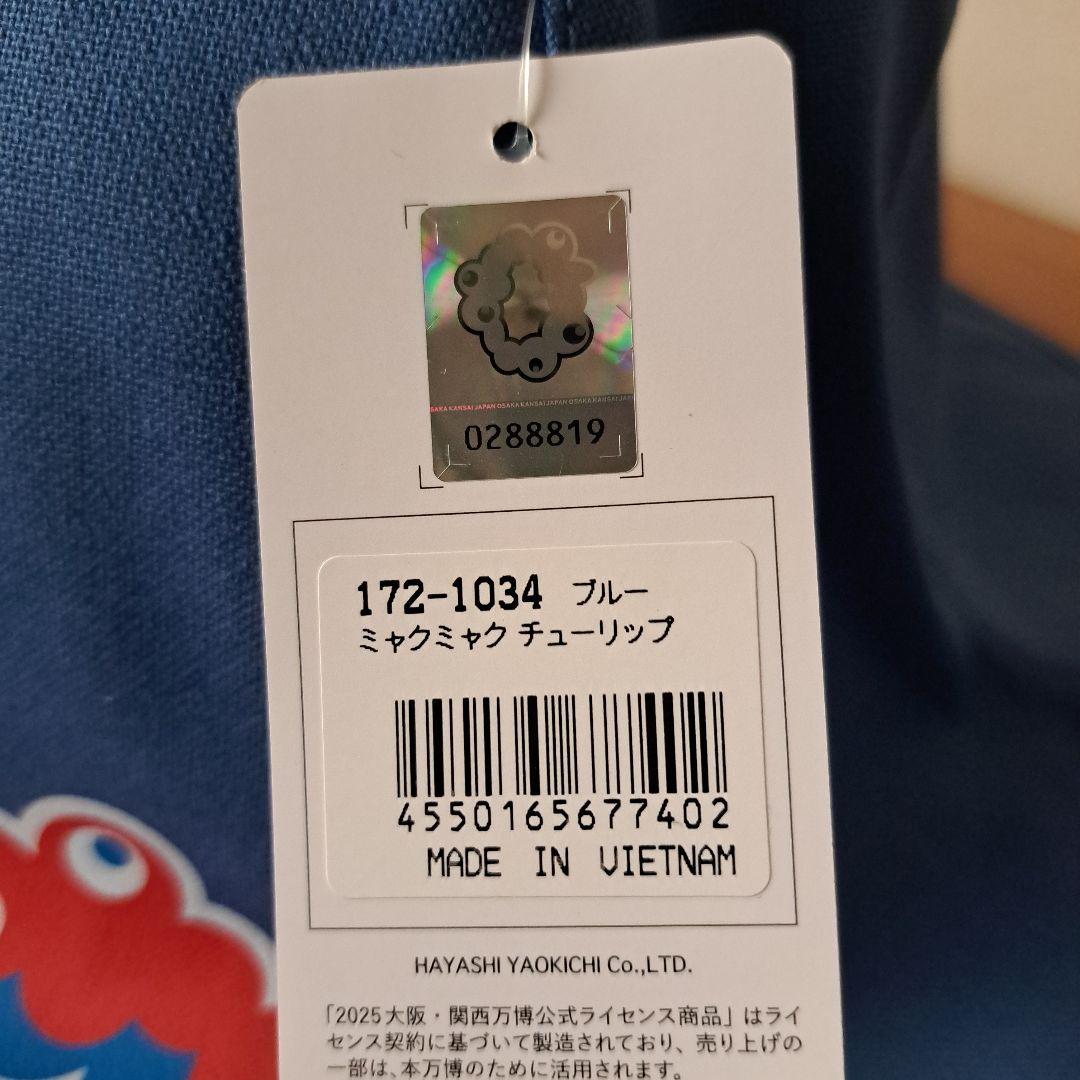 OSAKA KANSAI JAPAN OSAKA KANSAI JAPAN OSAKA KANSAI JAPAN
0288819
172-1034 ブルー
ミャクミャク チューリップ
4550165677402
MADE IN VIETNAM
HAYASHI YAOKICHI Co.,LTD.
「2025大阪・関西万博公式ライセンス商品」はライ
センス契約に基づいて製造されており、売り上げの
一部は、本万博のために活用されます。